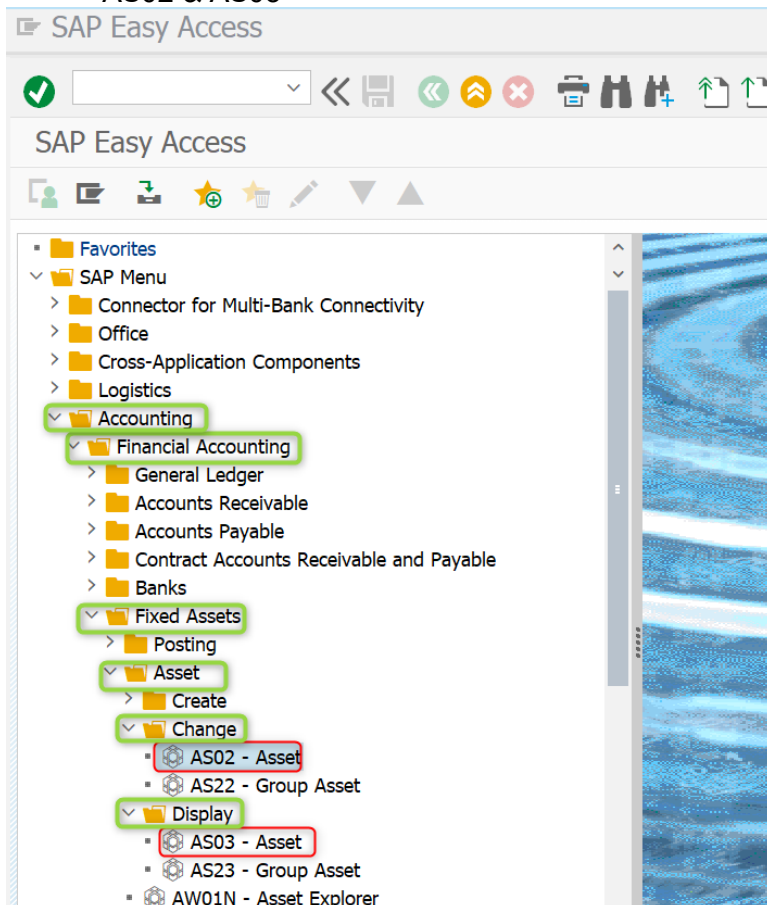 AS02 & AS03
SAP Easy Access
SAP Easy Access
Favorites
SAP Menu
Connector for Multi-Bank Connectivity
Office
Cross-Application Components
Logistics
Accounting
Financial Accounting
General Ledger
Accounts Receivable
Accounts Payable
Contract Accounts Receivable and Payable
Banks
Fixed Assets
Posting
Asset
Create
Change
AS02 - Asset
AS22 - Group Asset
Display
AS03 - Asset
AS23 - Group Asset
AW01N - Asset Explorer